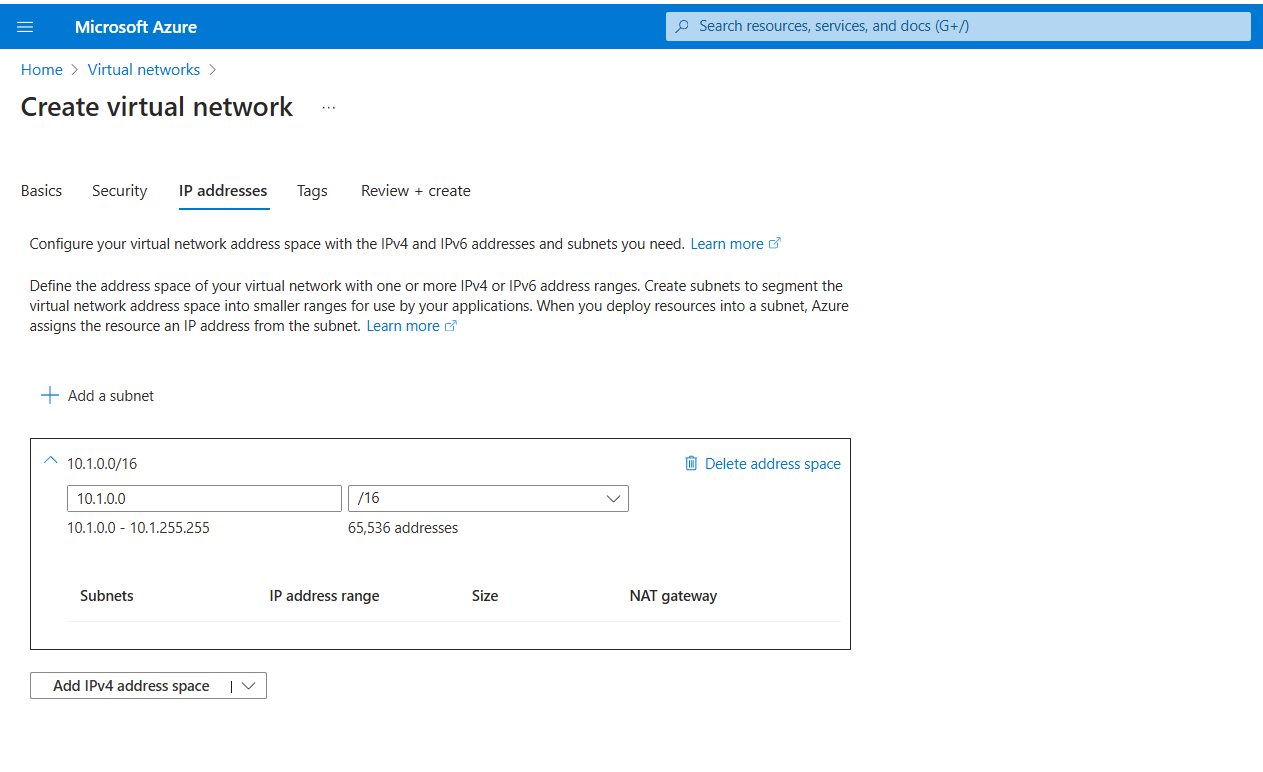 Microsoft Azure
Search resources, services, and docs (G+/)
Home > Virtual networks >
Create virtual network ...
Basics Security IP addresses Tags Review + create
Configure your virtual network address space with the IPv4 and IPv6 addresses and subnets you need. Learn more
Define the address space of your virtual network with one or more IPv4 or IPv6 address ranges. Create subnets to segment the
virtual network address space into smaller ranges for use by your applications. When you deploy resources into a subnet, Azure
assigns the resource an IP address from the subnet. Learn more
Add a subnet
10.1.0.0/16 Delete address space
10.1.0.0 /16
10.1.0.0 - 10.1.255.255 65,536 addresses
Subnets IP address range Size NAT gateway
Add IPv4 address space |